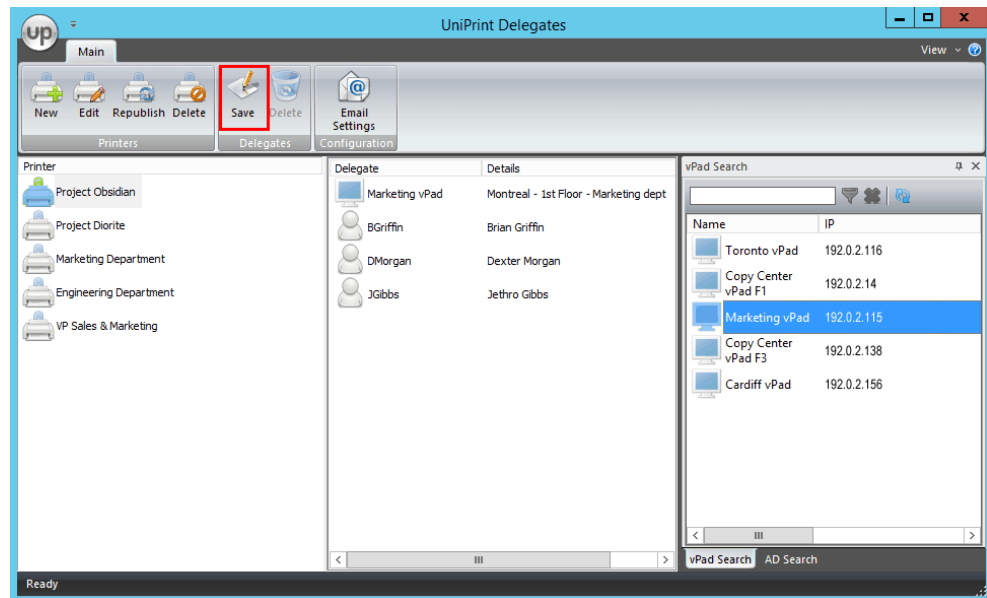 up
UniPrint Delegates
Main
View
New Edit Republish Delete Save Delete Email Settings
Printers Delegates Configuration
Printer
Project Obsidian
Project Diorite
Marketing Department
Engineering Department
VP Sales & Marketing
Delegate Details
Marketing vPad Montreal - 1st Floor - Marketing dept
BGriffin Brian Griffin
DMorgan Dexter Morgan
JGibbs Jethro Gibbs
vPad Search
Name IP
Toronto vPad 192.0.2.116
Copy Center vPad F1 192.0.2.14
Marketing vPad 192.0.2.115
Copy Center vPad F3 192.0.2.138
Cardiff vPad 192.0.2.156
vPad Search AD Search
Ready